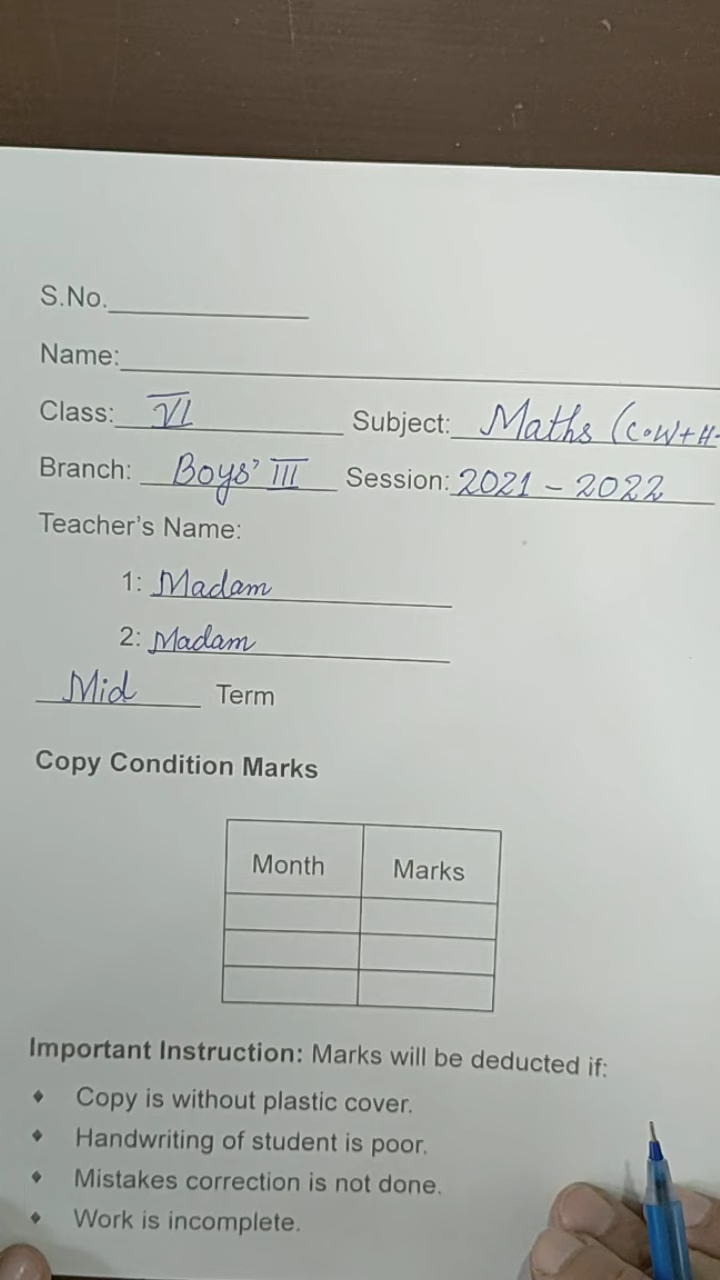 S.No.
Name:
Class: VI Subject: Maths (C.W+H
Branch: Boys' III Session: 2021 - 2022
Teacher's Name:
1: Madam
2: Madam
Mid Term
Copy Condition Marks
Month Marks
Important Instruction: Marks will be deducted if:
Copy is without plastic cover.
Handwriting of student is poor.
Mistakes correction is not done.
Work is incomplete.